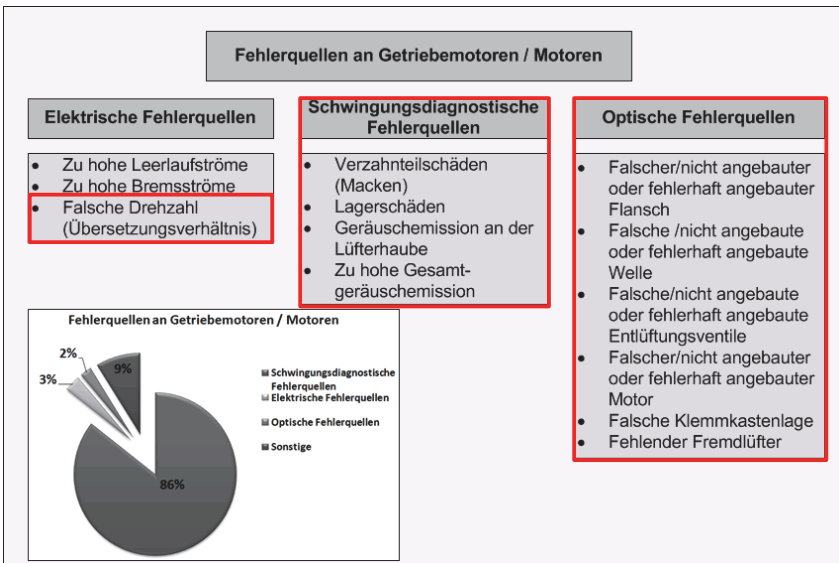 Fehlerquellen an Getriebemotoren / Motoren
Elektrische Fehlerquellen
• Zu hohe Leerlaufströme
• Zu hohe Bremsströme
• Falsche Drehzahl
(Übersetzungsverhältnis)
Schwingungsdiagnostische
Fehlerquellen
• Verzahnteilschäden
(Macken)
• Lagerschäden
• Geräuschemission an der
Lüfterhaube
• Zu hohe Gesamt-
geräuschemission
Optische Fehlerquellen
• Falscher/nicht angebauter
oder fehlerhaft angebauter
Flansch
• Falsche /nicht angebaute
oder fehlerhaft angebaute
Welle
• Falsche/nicht angebaute
oder fehlerhaft angebaute
Entlüftungsventile
• Falscher/nicht angebauter
oder fehlerhaft angebauter
Motor
• Falsche Klemmkastenlage
• Fehlender Fremdlüfter
Fehlerquellen an Getriebemotoren / Motoren
2%
9%
3%
86%
Schwingungsdiagnostische
Fehlerquellen
Elektrische Fehlerquellen
Optische Fehlerquellen
Sonstige